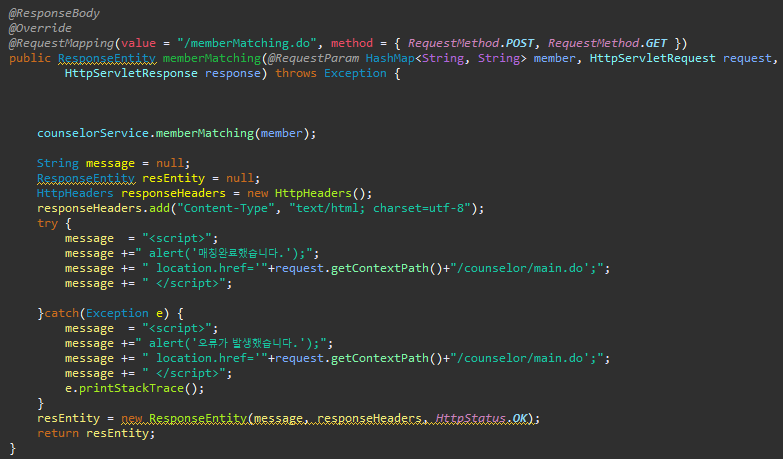 @ResponseBody
@Override
@RequestMapping(value = "/memberMatching.do", method = { RequestMethod.POST, RequestMethod.GET })
public ResponseEntity memberMatching(@RequestParam HashMap<String, String> member, HttpServletRequest request,
HttpServletResponse response) throws Exception {
counselorService.memberMatching(member);
String message = null;
ResponseEntity resEntity = null;
HttpHeaders responseHeaders = new HttpHeaders();
responseHeaders.add("Content-Type", "text/html; charset=utf-8");
try {
message = "<script>";
message +=" alert('매칭완료했습니다.');";
message += " location.href='"+request.getContextPath()+"/counselor/main.do';";
message += " </script>";
}catch(Exception e) {
message = "<script>";
message +=" alert('오류가 발생했습니다.');";
message += " location.href='"+request.getContextPath()+"/counselor/main.do';";
message += " </script>";
e.printStackTrace();
}
resEntity = new ResponseEntity(message, responseHeaders, HttpStatus.OK);
return resEntity;
}